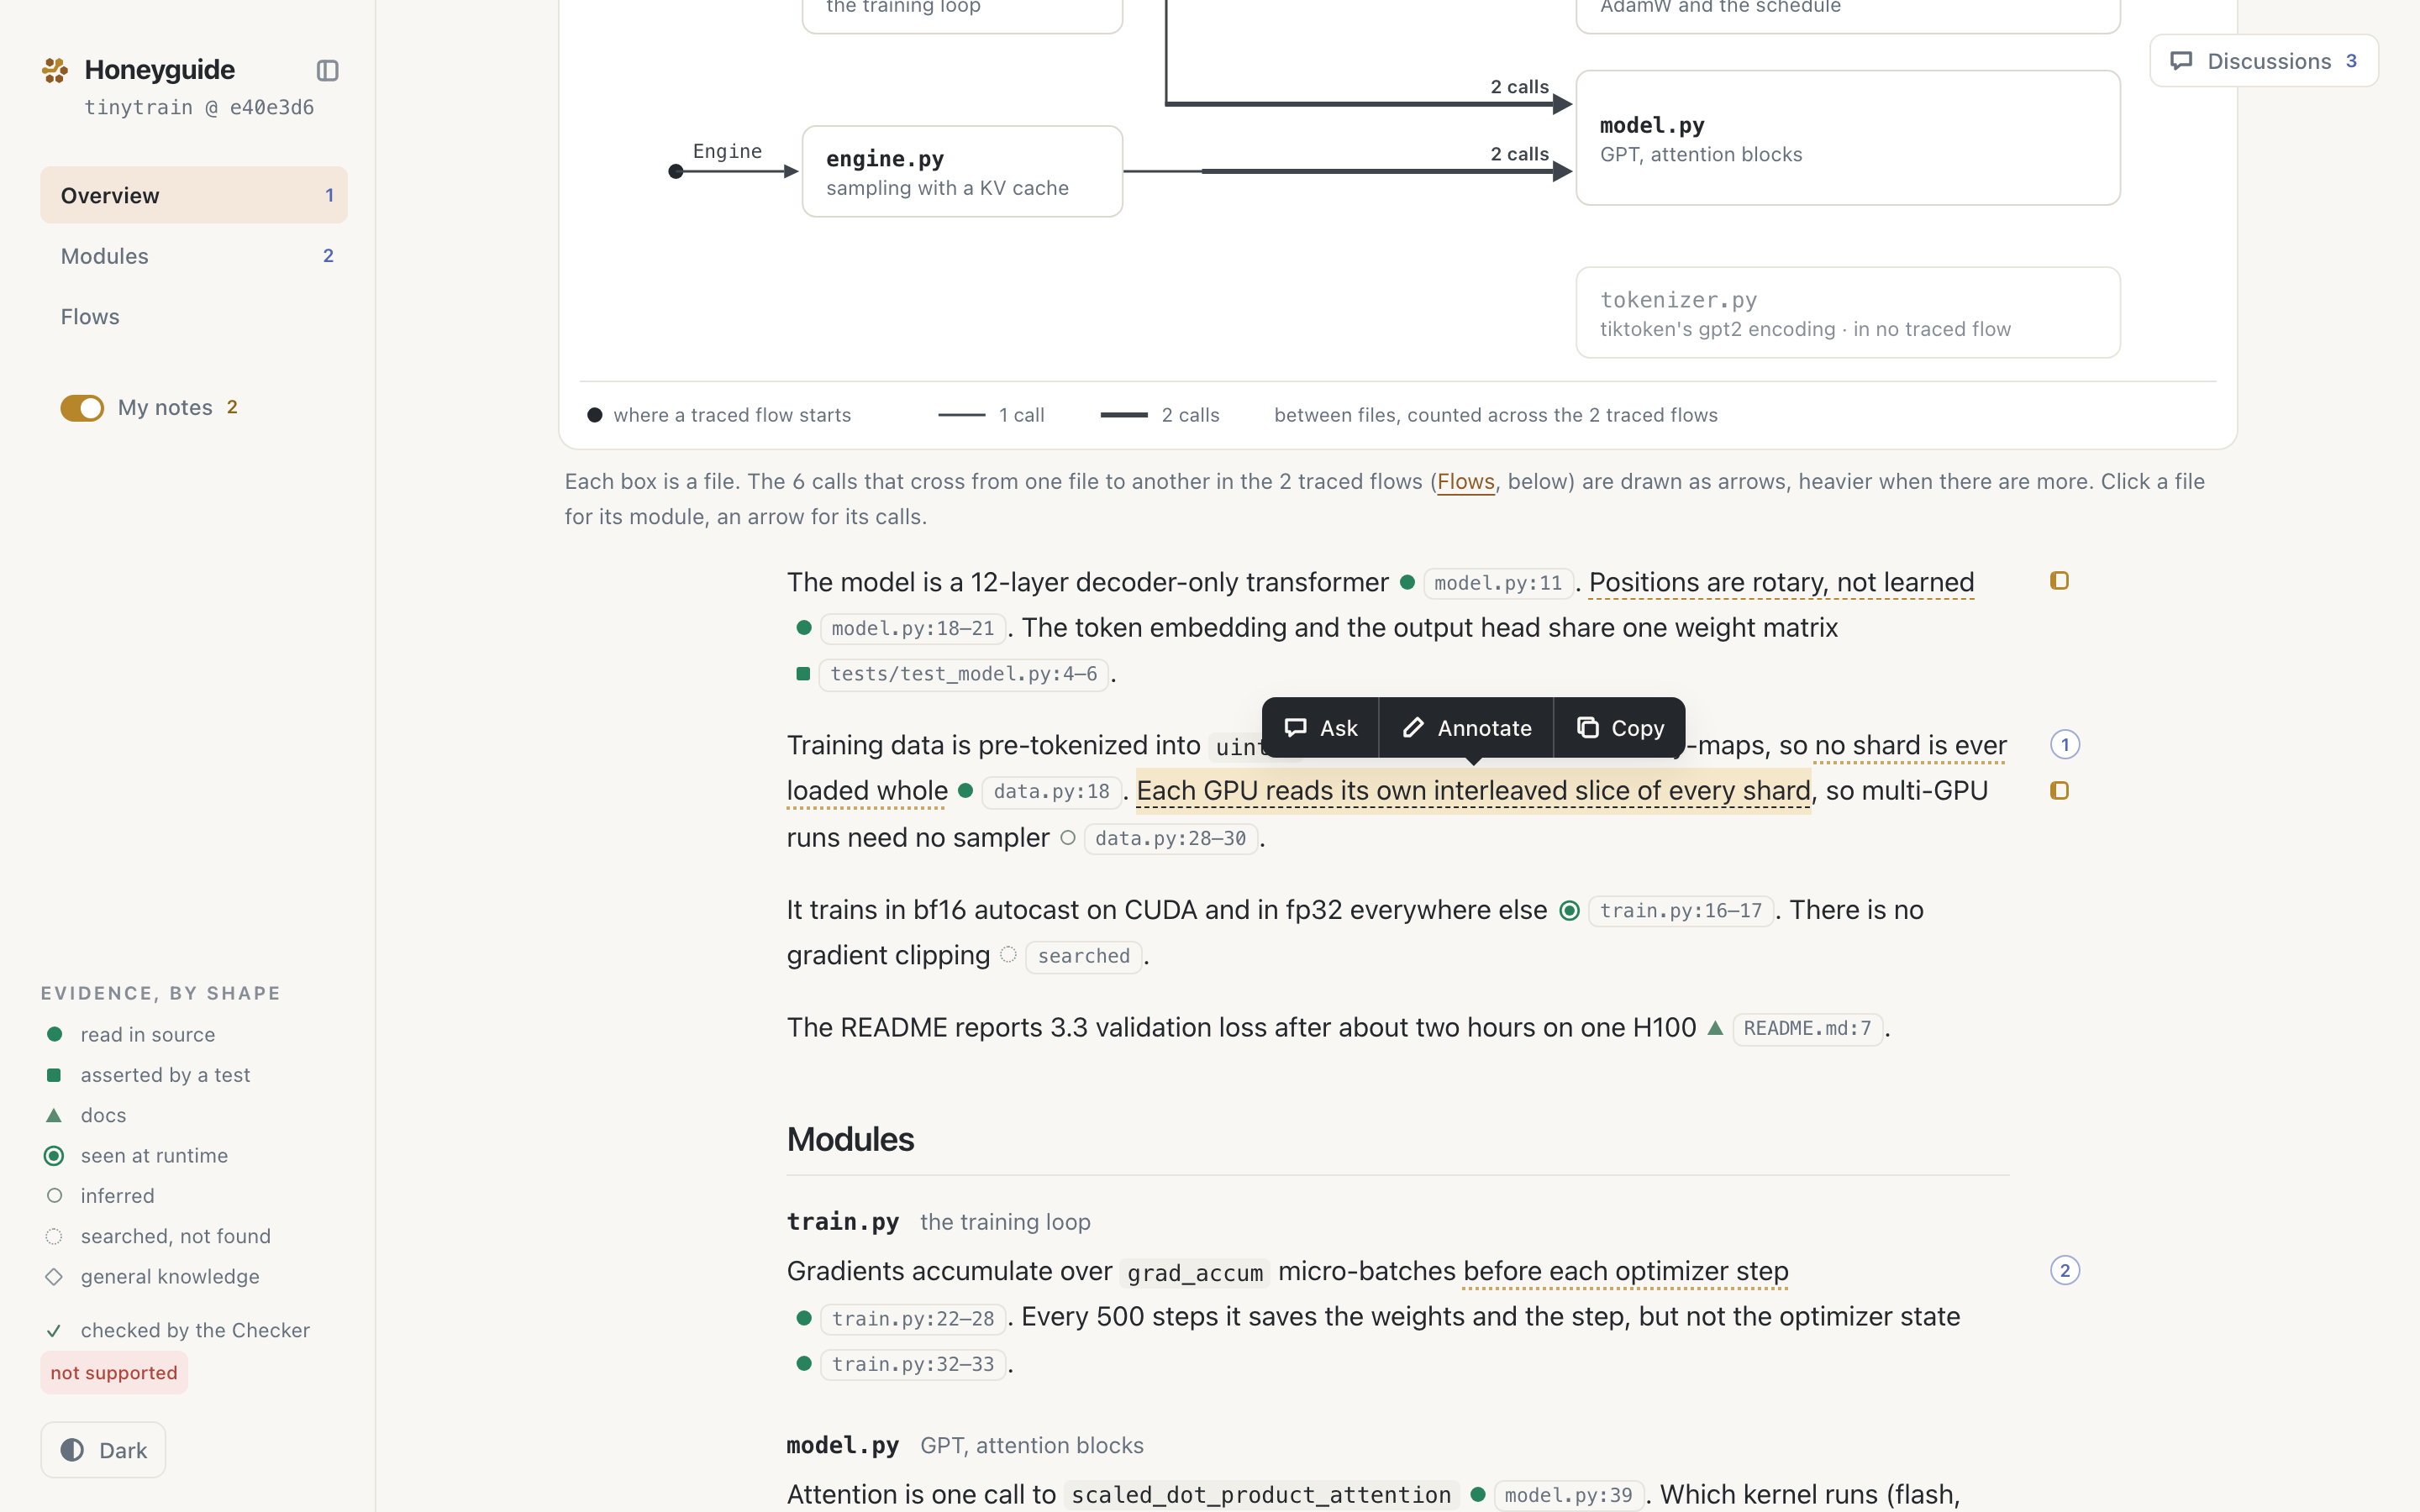 Honeyguide
tinytrain @ e40e3d6
Overview 1
Modules 2
Flows
My notes 2
EVIDENCE, BY SHAPE
read in source
asserted by a test
docs
seen at runtime
inferred
searched, not found
general knowledge
checked by the Checker
not supported
Dark
Discussions 3
the training loop
AdamW and the schedule
2 calls
model.py
GPT, attention blocks
Engine
engine.py
sampling with a KV cache
2 calls
tokenizer.py
tiktoken's gpt2 encoding · in no traced flow
where a traced flow starts
1 call
2 calls
between files, counted across the 2 traced flows
Each box is a file. The 6 calls that cross from one file to another in the 2 traced flows (Flows, below) are drawn as arrows, heavier when there are more. Click a file
for its module, an arrow for its calls.
The model is a 12-layer decoder-only transformer model.py:11. Positions are rotary, not learned
model.py:18–21. The token embedding and the output head share one weight matrix
tests/test_model.py:4–6.
Ask Annotate Copy
Training data is pre-tokenized into -maps, so no shard is ever 1
loaded whole data.py:18. Each GPU reads its own interleaved slice of every shard, so multi-GPU
runs need no sampler data.py:28–30.
It trains in bf16 autocast on CUDA and in fp32 everywhere else train.py:16–17. There is no
gradient clipping searched.
The README reports 3.3 validation loss after about two hours on one H100 README.md:7.
Modules
train.py the training loop
Gradients accumulate over grad_accum micro-batches before each optimizer step 2
train.py:22–28. Every 500 steps it saves the weights and the step, but not the optimizer state
train.py:32–33.
model.py GPT, attention blocks
Attention is one call to scaled_dot_product_attention model.py:39. Which kernel runs (flash,